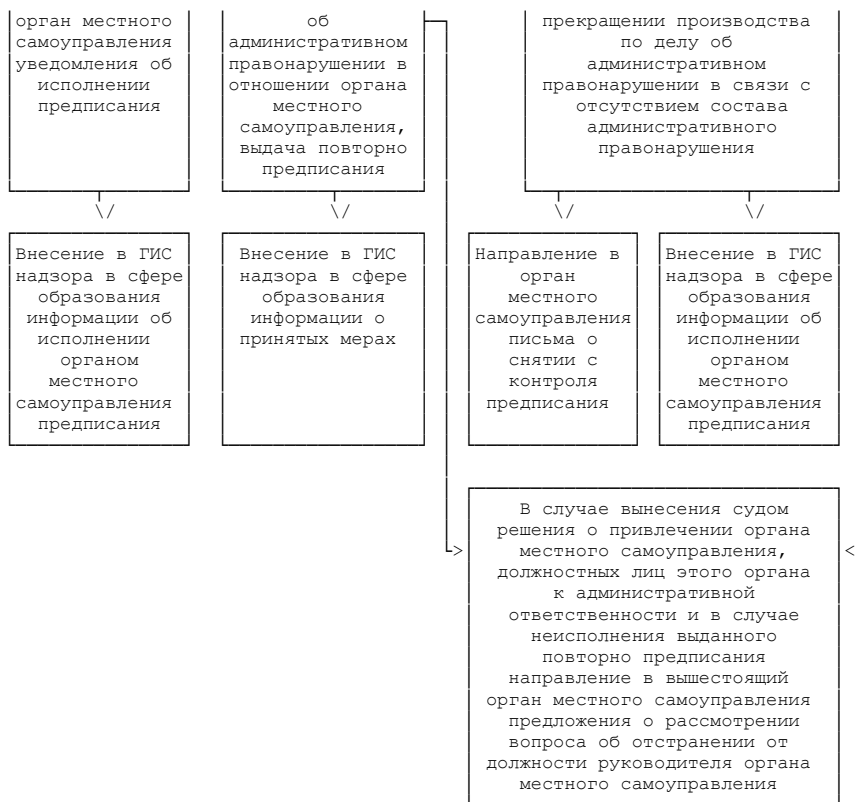 орган местного
самоуправления
уведомления об
исполнении
предписания
об
административном
правонарушении в
отношении органа
местного
самоуправления,
выдача повторно
предписания
прекращении производства
по делу об
административном
правонарушении в связи с
отсутствием состава
административного
правонарушения
Внесение в ГИС
надзора в сфере
образования
информации об
исполнении
органом
местного
самоуправления
предписания
Внесение в ГИС
надзора в сфере
образования
информации о
принятых мерах
Направление в
орган
местного
самоуправления
письма о
снятии с
контроля
предписания
Внесение в ГИС
надзора в сфере
образования
информации об
исполнении
органом
местного
самоуправления
предписания
В случае вынесения судом
решения о привлечении органа
местного самоуправления,
должностных лиц этого органа
к административной
ответственности и в случае
неисполнения выданного
повторно предписания
направление в вышестоящий
орган местного самоуправления
предложения о рассмотрении
вопроса об отстранении от
должности руководителя органа
местного самоуправления